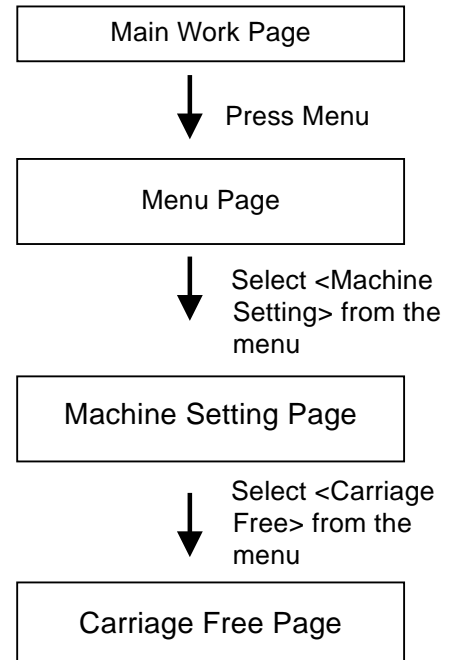 Main Work Page
Press Menu
Menu Page
Select <Machine
Setting> from the
menu
Machine Setting Page
Select <Carriage
Free> from the
menu
Carriage Free Page